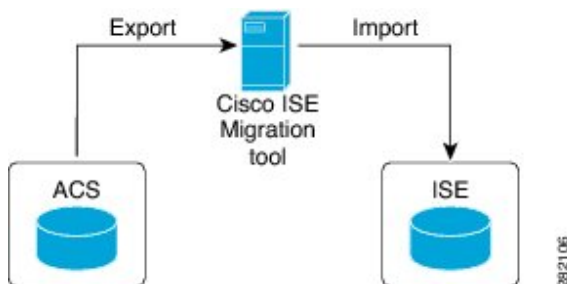 Export
Import
Cisco ISE
Migration
tool
ACS
ISE
282106